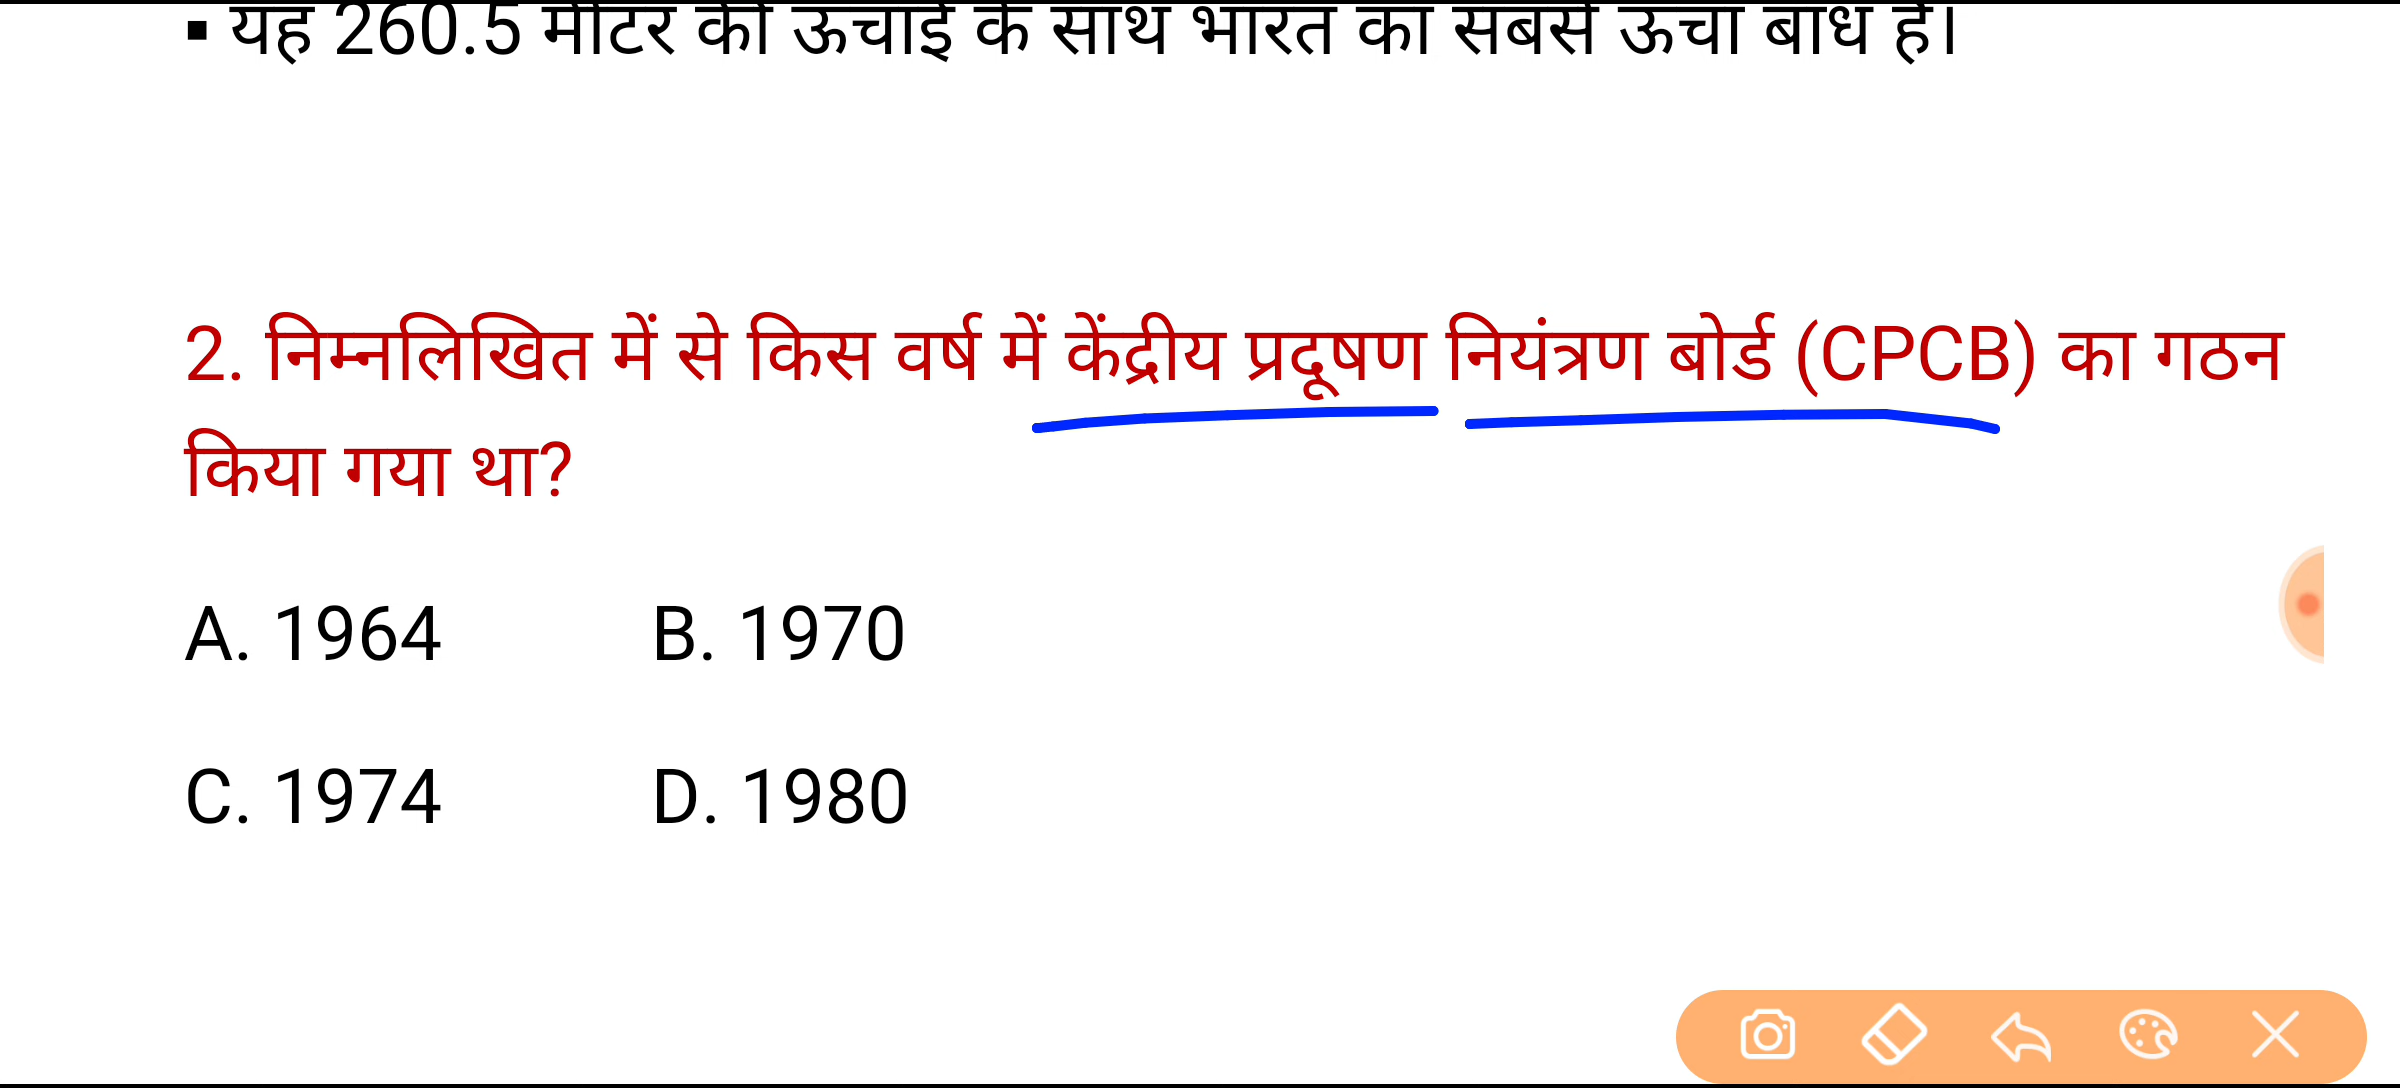 ▪ यह 260.5 मीटर की ऊंचाई के साथ भारत का सबसे ऊंचा बांध है।
2. निम्नलिखित में से किस वर्ष में केंद्रीय प्रदूषण नियंत्रण बोर्ड (CPCB) का गठन
किया गया था?
A. 1964 B. 1970
C. 1974 D. 1980